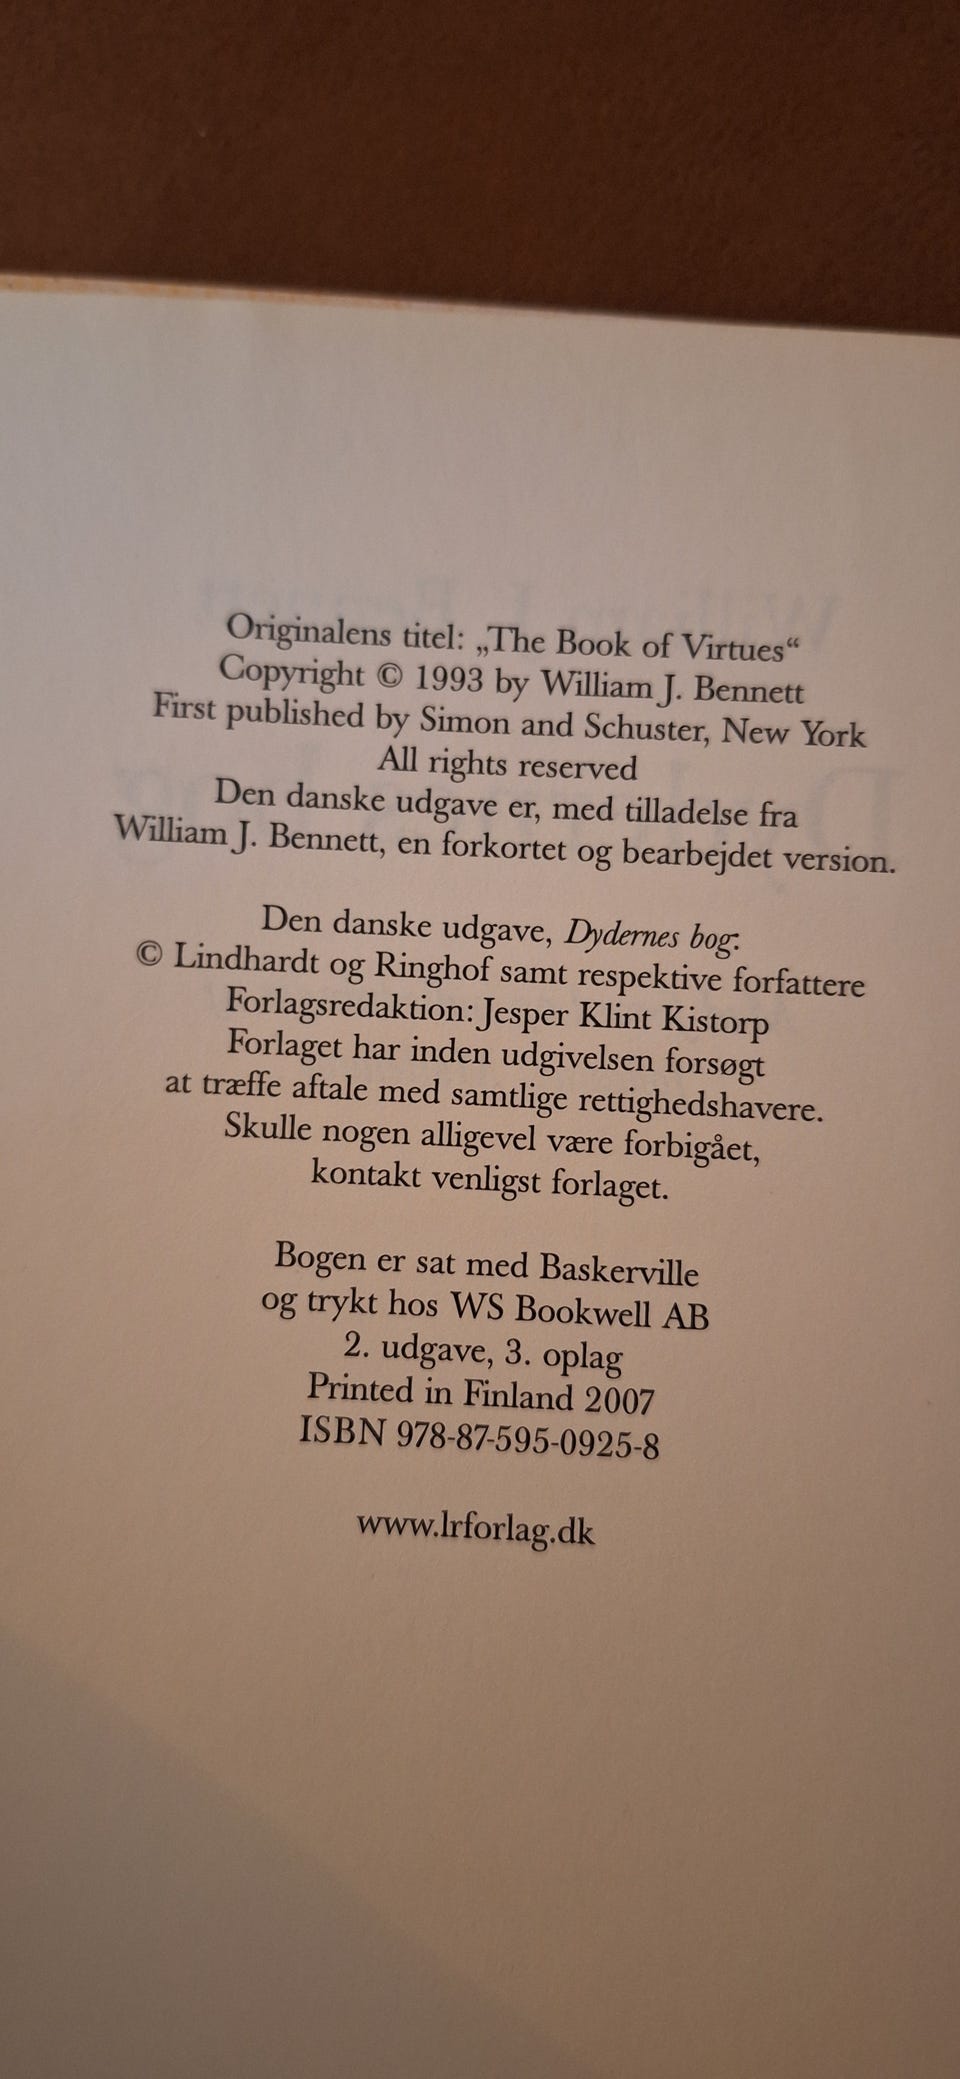 Originalens titel: „The Book of Virtues“
Copyright © 1993 by William J. Bennett
First published by Simon and Schuster, New York
All rights reserved
Den danske udgave er, med tilladelse fra
William J. Bennett, en forkortet og bearbejdet version.
Den danske udgave, Dydernes bog:
© Lindhardt og Ringhof samt respektive forfattere
Forlagsredaktion: Jesper Klint Kistorp
Forlaget har inden udgivelsen forsøgt
at træffe aftale med samtlige rettighedshavere.
Skulle nogen alligevel være forbigået,
kontakt venligst forlaget.
Bogen er sat med Baskerville
og trykt hos WS Bookwell AB
2. udgave, 3. oplag
Printed in Finland 2007
ISBN 978-87-595-0925-8
www.lrforlag.dk